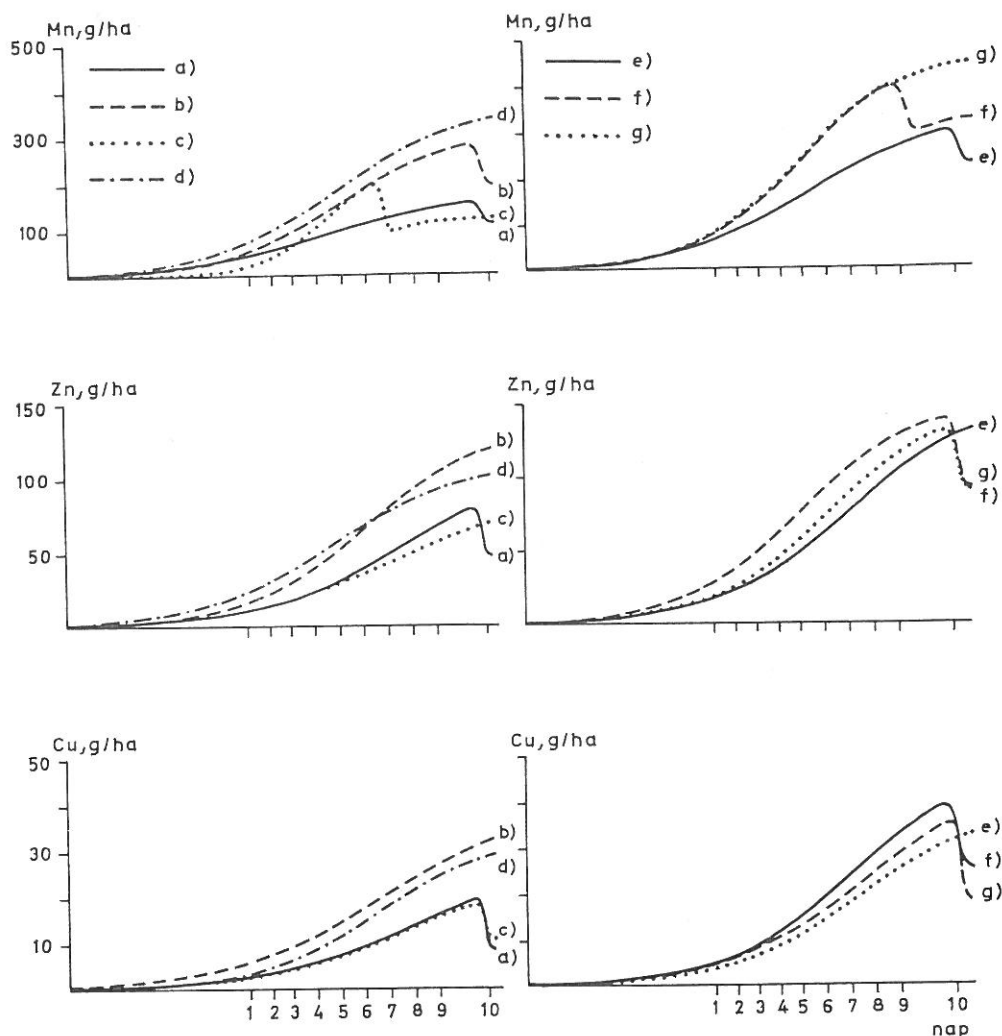 Mn,g/ha
500
300
100
a)
b)
c)
d)
d)
b)
c)
a)
Mn,g/ha
e)
f)
g)
g)
f)
e)
Zn,g/ha
150
100
50
b)
d)
c)
a)
Zn,g/ha
e)
g)
f)
Cu,g/ha
50
30
10
b)
d)
c)
a)
1 2 3 4 5 6 7 8 9 10
Cu,g/ha
e)
f)
g)
1 2 3 4 5 6 7 8 9 10
nap